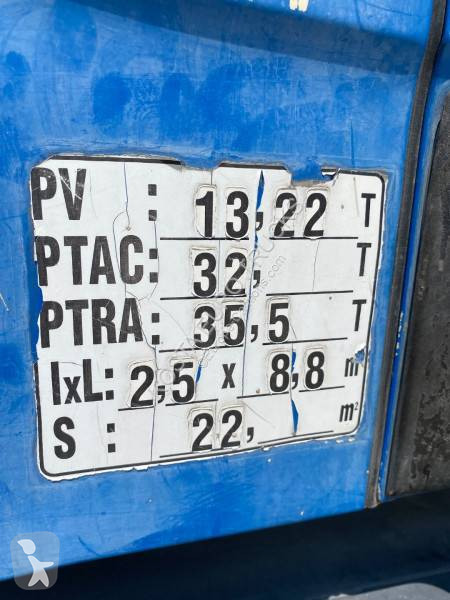 PV : 13,22 T
PTAC: 32, T
PTRA: 35,5 T
lxL: 2,5 x 8,8 m
S : 22, m²